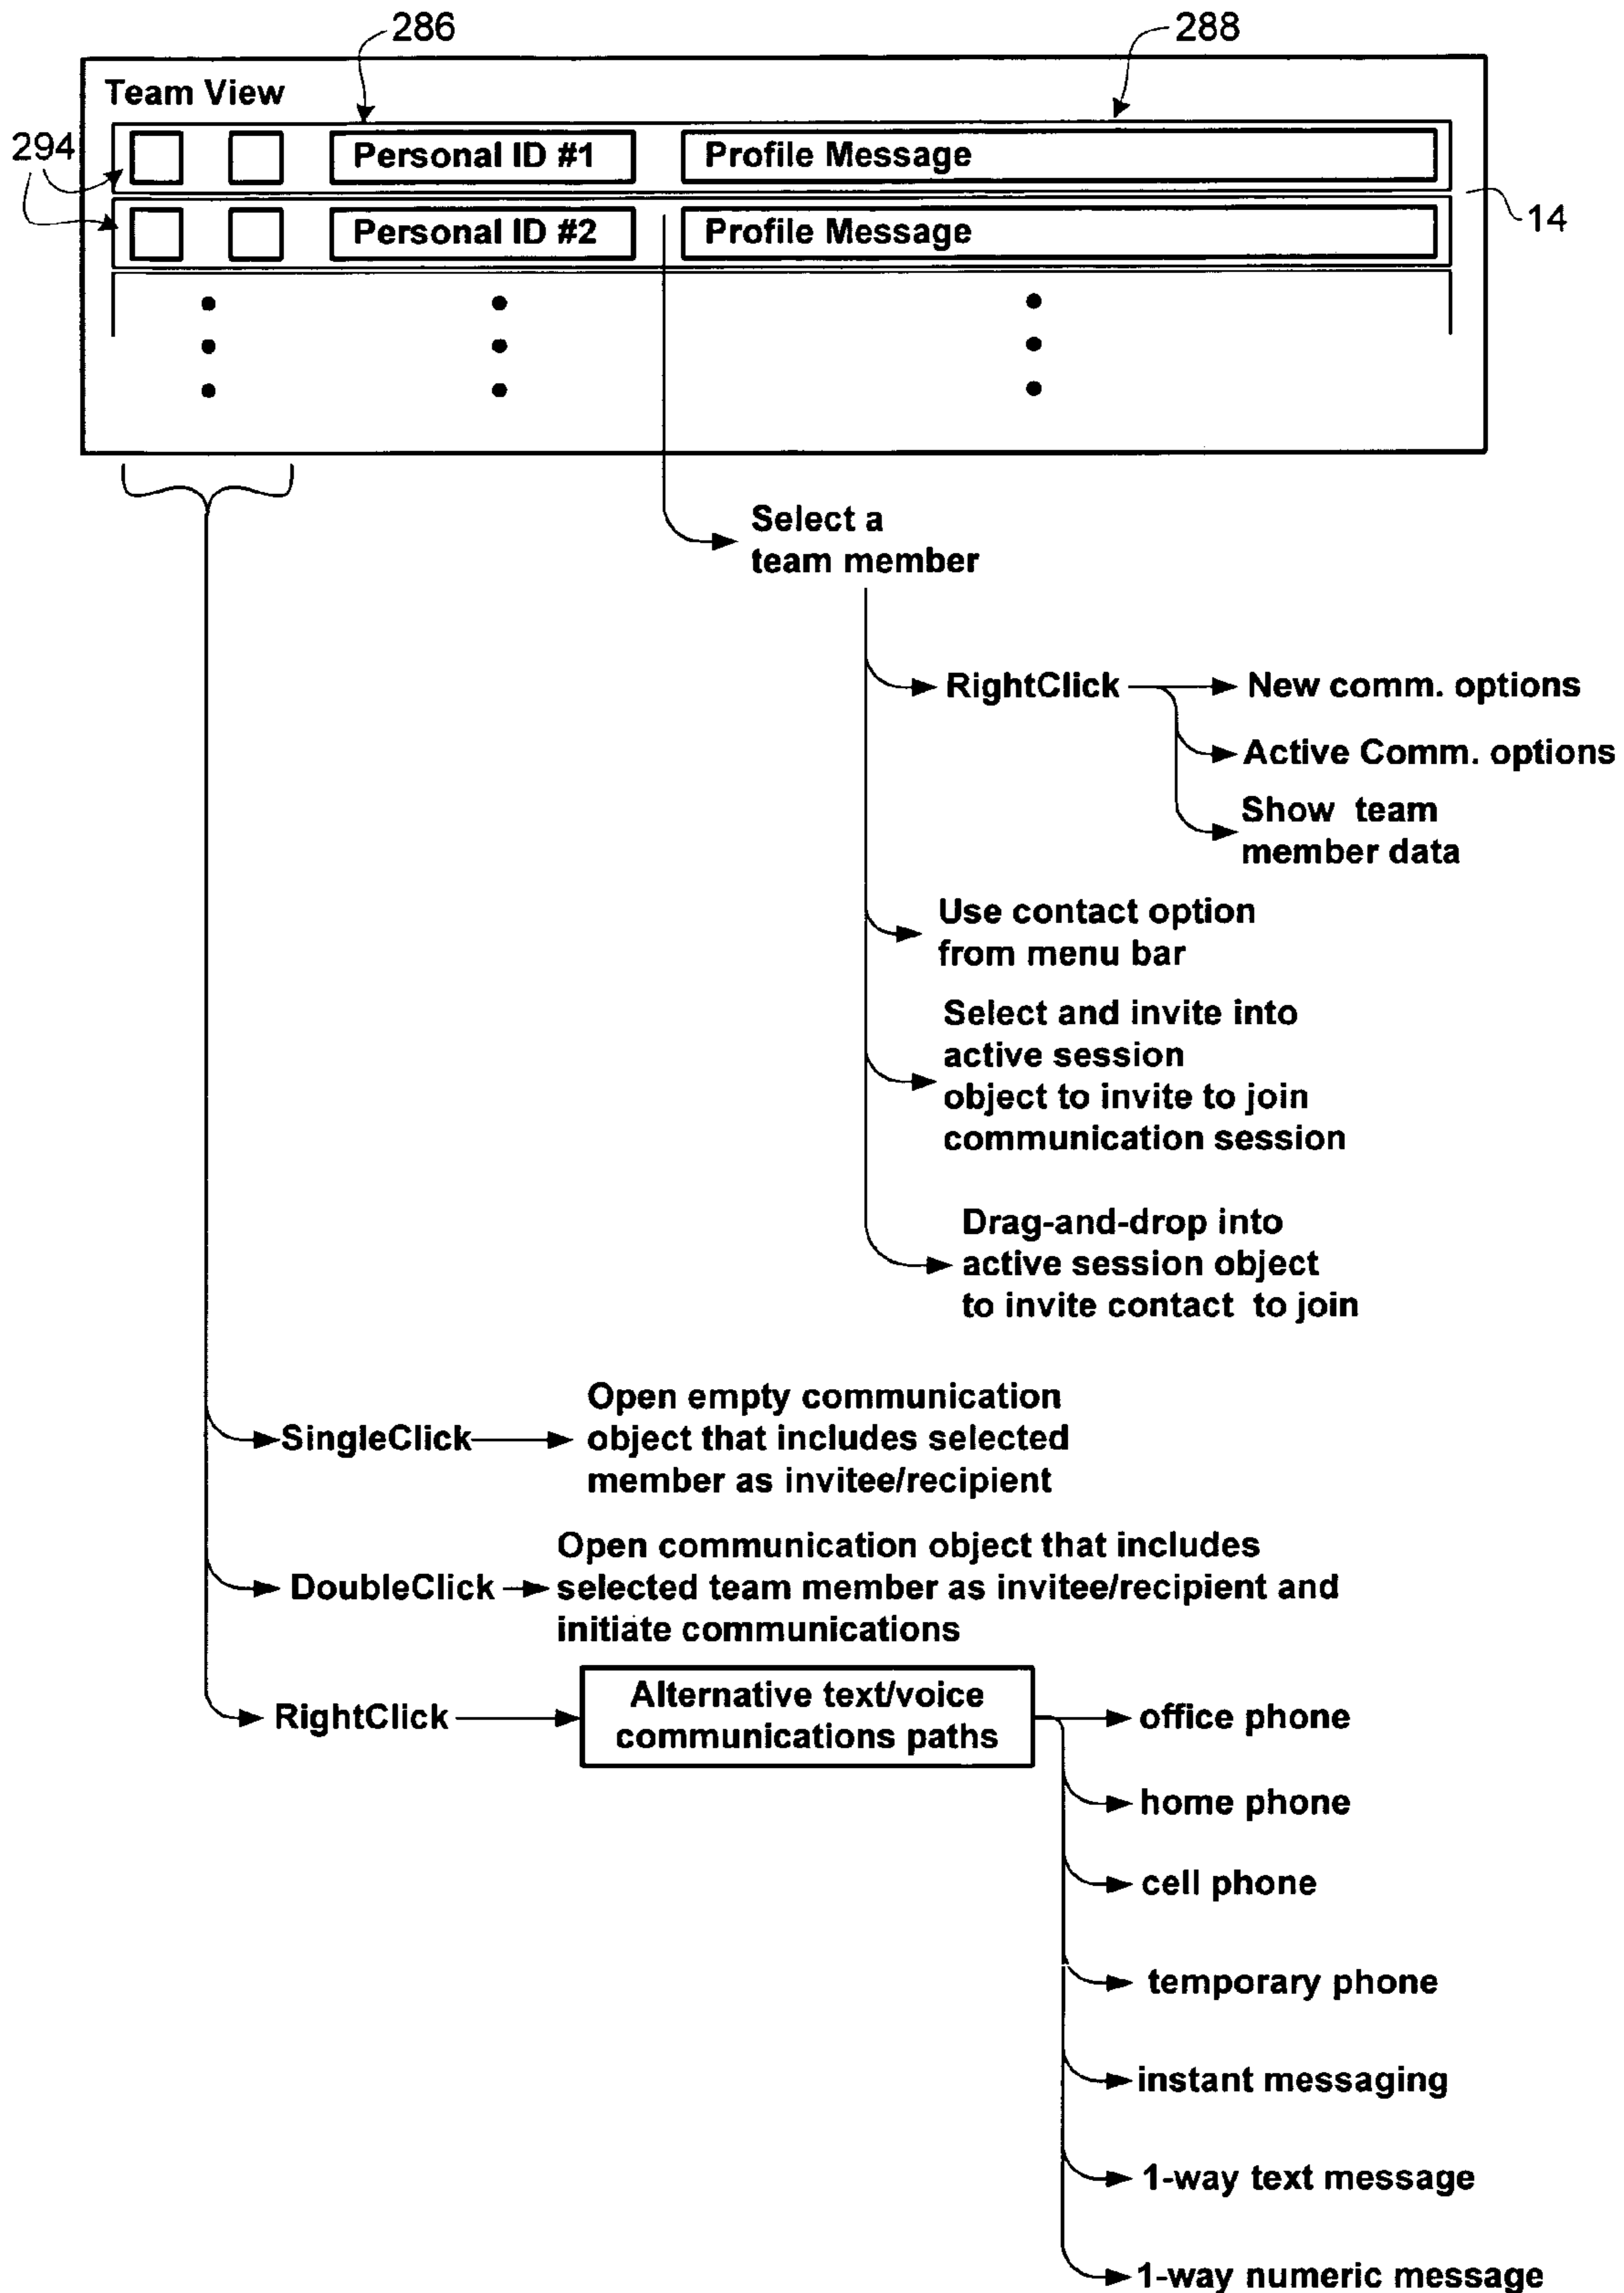 286
288
Team View
294
Personal ID #1
Profile Message
14
Personal ID #2
Profile Message
Select a
team member
RightClick
New comm. options
Active Comm. options
Show team
member data
Use contact option
from menu bar
Select and invite into
active session
object to invite to join
communication session
Drag-and-drop into
active session object
to invite contact to join
SingleClick
Open empty communication
object that includes selected
member as invitee/recipient
DoubleClick
Open communication object that includes
selected team member as invitee/recipient and
initiate communications
RightClick
Alternative text/voice
communications paths
office phone
home phone
cell phone
temporary phone
instant messaging
1-way text message
1-way numeric message